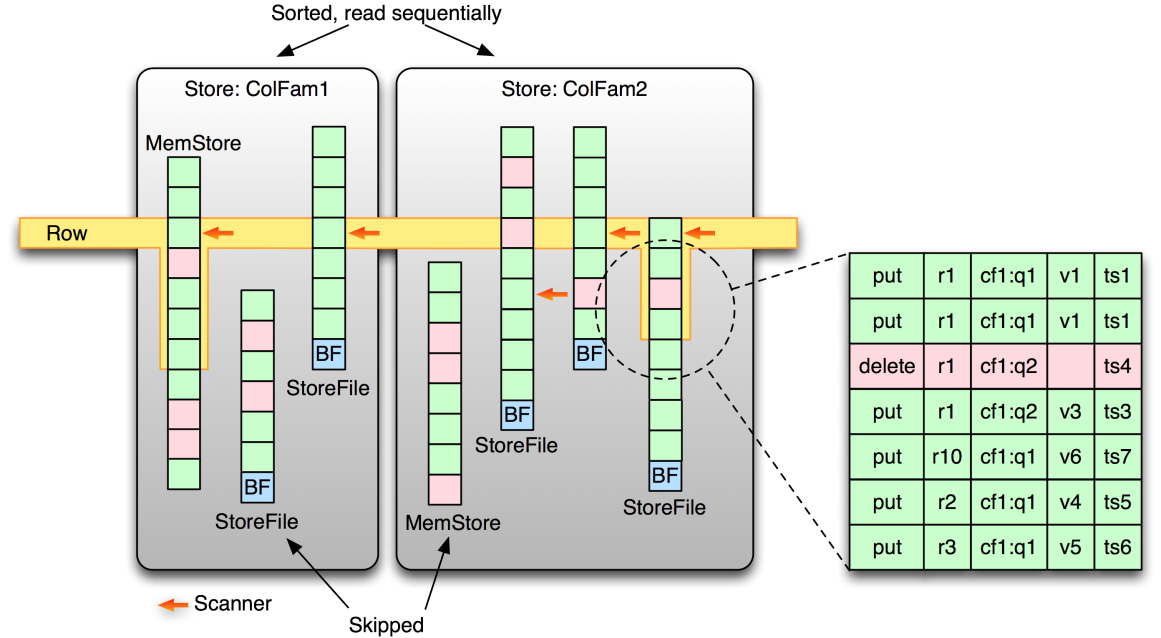 Sorted, read sequentially
Store: ColFam1
Store: ColFam2
MemStore
Row
BF
StoreFile
BF
StoreFile
BF
StoreFile
BF
MemStore
BF
StoreFile
put r1 cf1:q1 v1 ts1
put r1 cf1:q1 v1 ts1
delete r1 cf1:q2 ts4
put r1 cf1:q2 v3 ts3
put r10 cf1:q1 v6 ts7
put r2 cf1:q1 v4 ts5
put r3 cf1:q1 v5 ts6
Scanner
Skipped